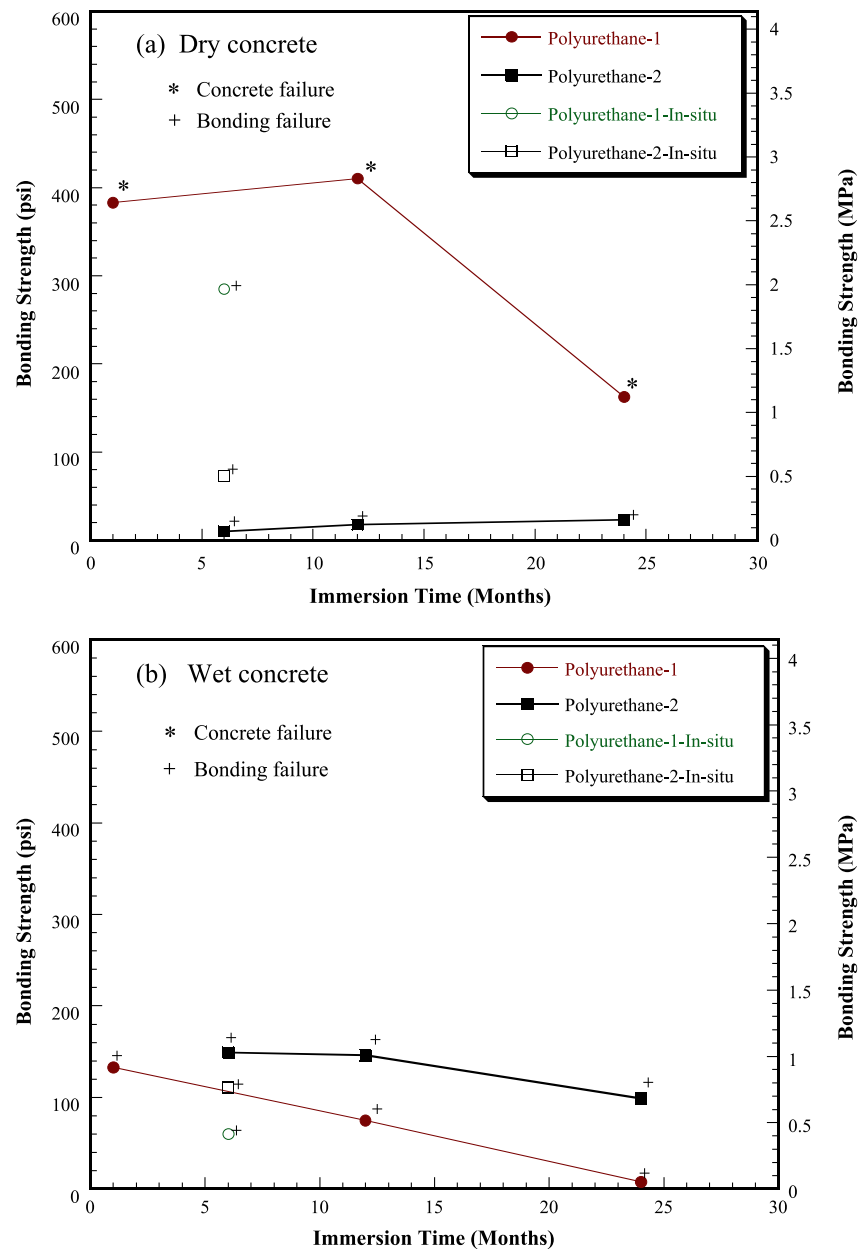 (a) Dry concrete
* Concrete failure
+ Bonding failure
Polyurethane-1
Polyurethane-2
Polyurethane-1-In-situ
Polyurethane-2-In-situ
Bonding Strength (psi)
600
500
400
300
200
100
0
Bonding Strength (MPa)
4
3.5
3
2.5
2
1.5
1
0.5
0
0 5 10 15 20 25 30
Immersion Time (Months)
(b) Wet concrete
* Concrete failure
+ Bonding failure
Polyurethane-1
Polyurethane-2
Polyurethane-1-In-situ
Polyurethane-2-In-situ
Bonding Strength (psi)
600
500
400
300
200
100
0
Bonding Strength (MPa)
4
3.5
3
2.5
2
1.5
1
0.5
0
0 5 10 15 20 25 30
Immersion Time (Months)